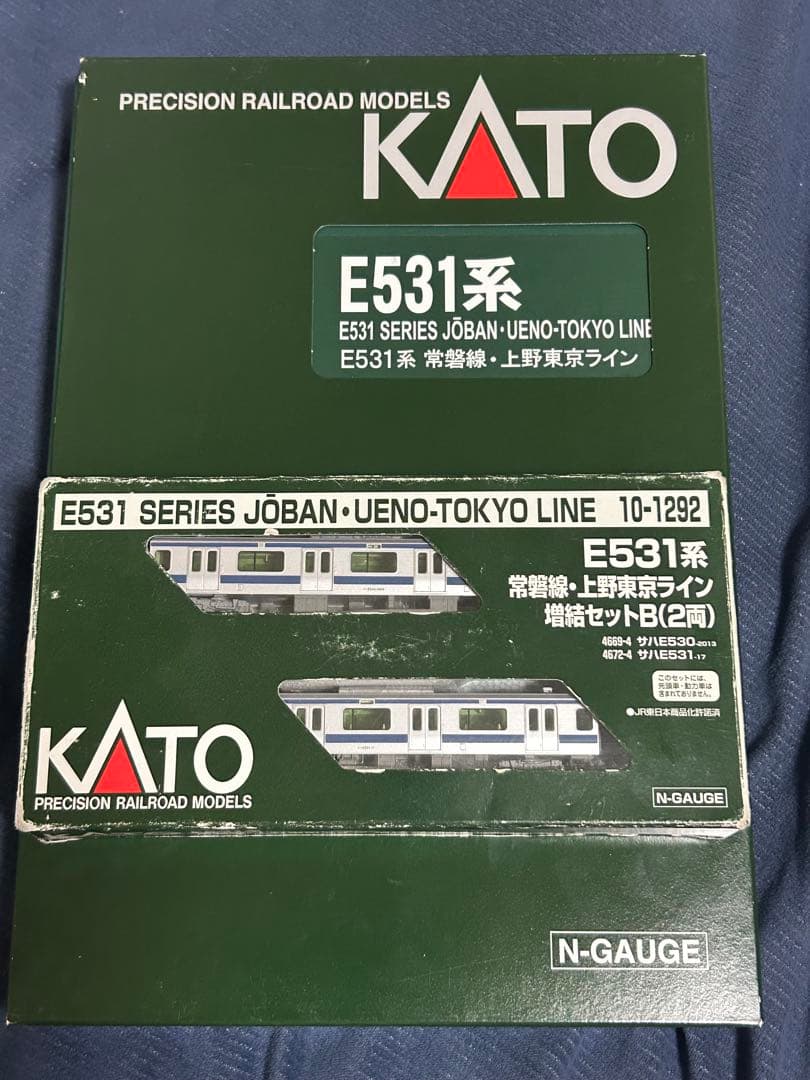 PRECISION RAILROAD MODELS
KATO
E531系
E531 SERIES JŌBAN・UENO-TOKYO LINE
E531系 常磐線・上野東京ライン
E531 SERIES JŌBAN・UENO-TOKYO LINE 10-1292
E531系
常磐線・上野東京ライン
増結セットB(2両)
4669-4 サハE530-2013
4672-4 サハE531-17
このセットには、
先頭車・動力車は
含まれておりません。
●JR東日本商品化許諾済
KATO
PRECISION RAILROAD MODELS
N-GAUGE
N-GAUGE